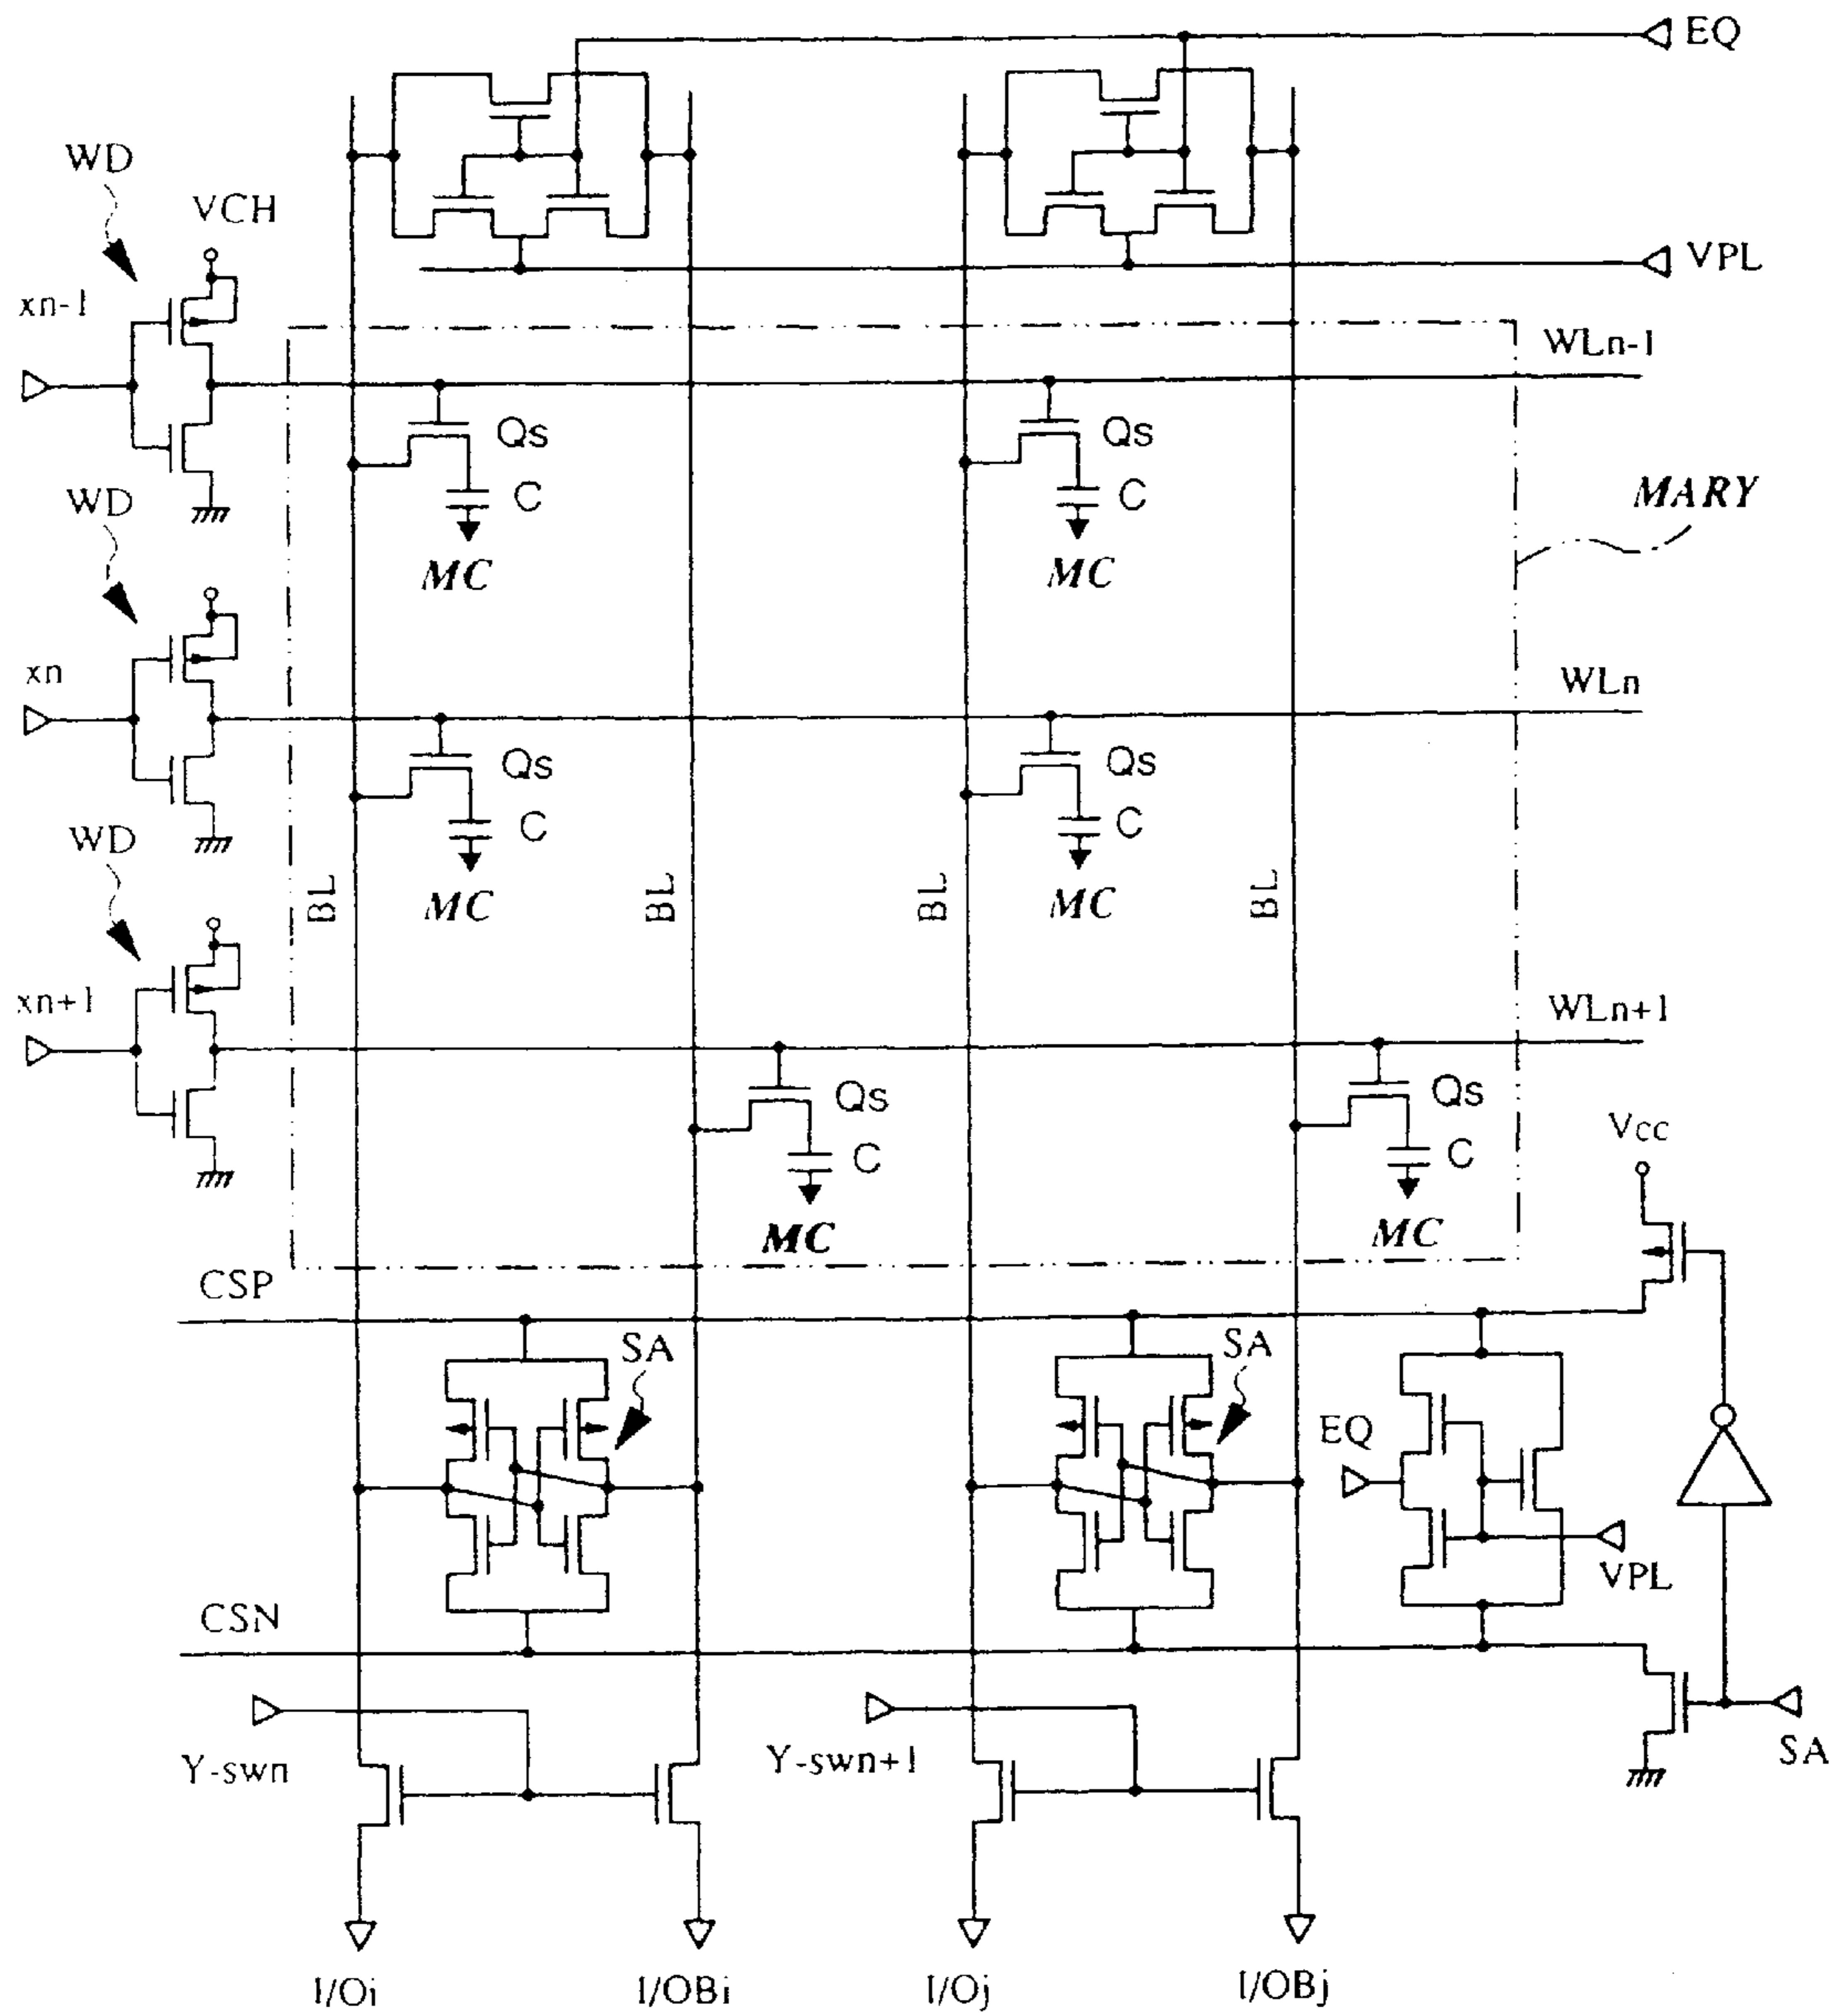 EQ
WD
VCH
VPL
xn-1
WLn-1
Qs
Qs
C
C
WD
MARY
MC
MC
xn
WLn
Qs
Qs
C
C
WD
BL
BL
BL
BL
MC
MC
xn+1
WLn+1
Qs
Qs
Vcc
C
C
MC
MC
CSP
SA
SA
EQ
VPL
CSN
Y-swn
Y-swn+1
SA
I/Oi
I/OBi
I/Oj
I/OBj